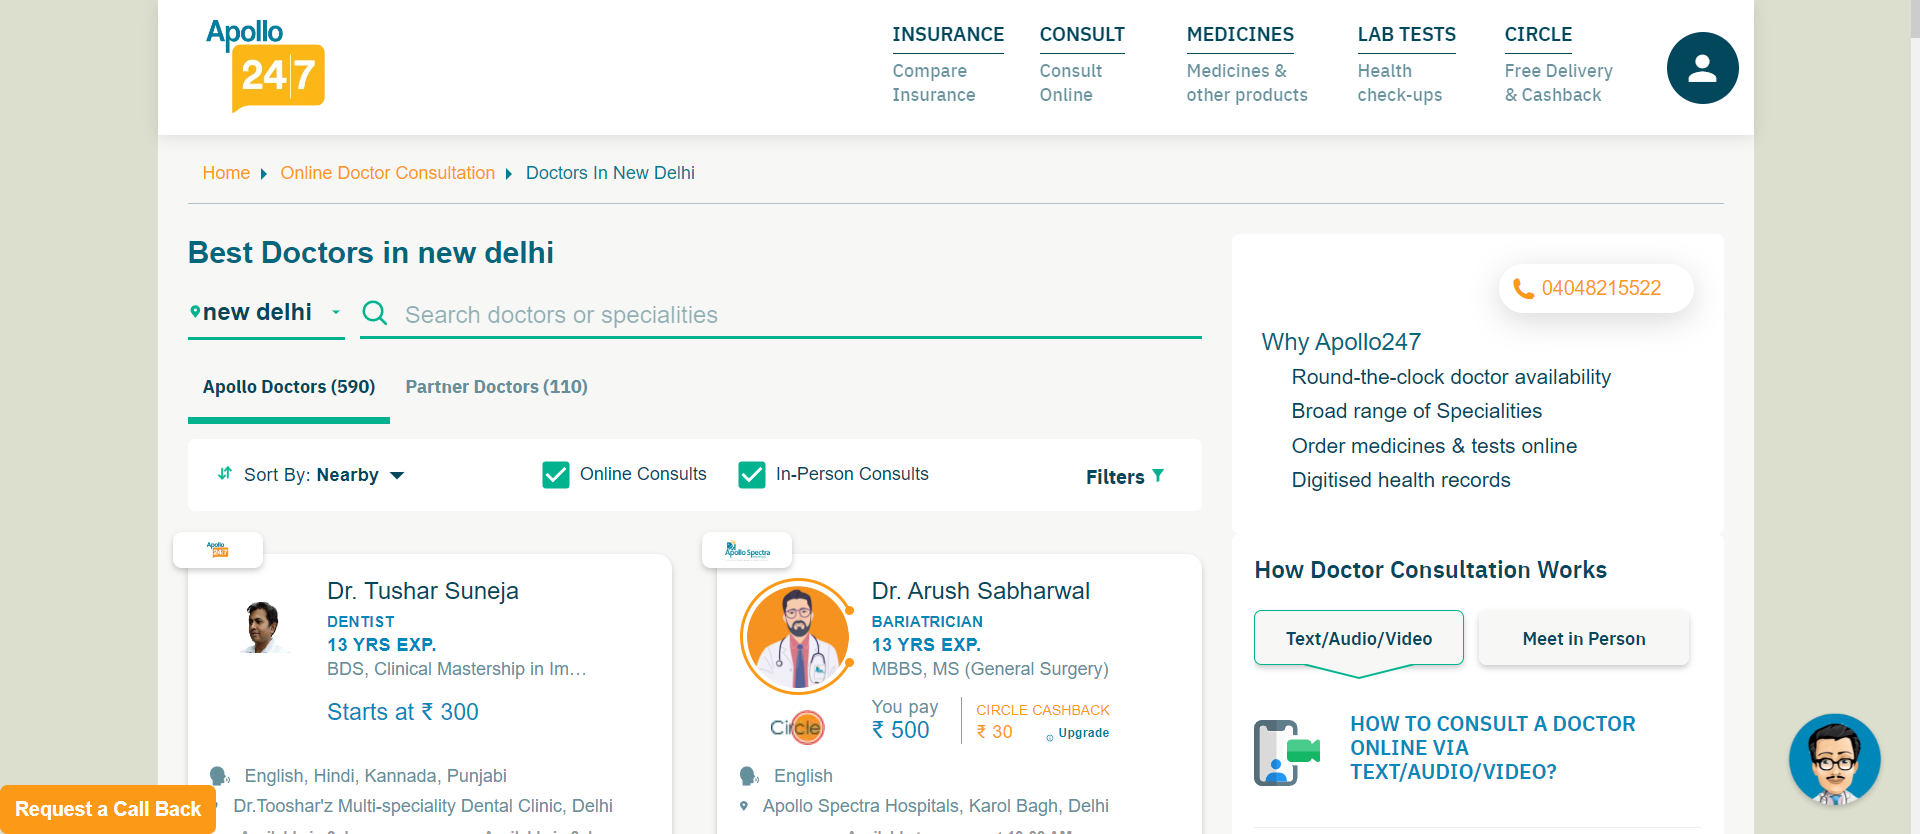 Apollo
24|7
INSURANCE
Compare
Insurance
CONSULT
Consult
Online
MEDICINES
Medicines &
other products
LAB TESTS
Health
check-ups
CIRCLE
Free Delivery
& Cashback
Home
Online Doctor Consultation
Doctors In New Delhi
Best Doctors in new delhi
new delhi
Search doctors or specialities
Apollo Doctors (590)
Partner Doctors (110)
Sort By: Nearby
Online Consults
In-Person Consults
Filters
04048215522
Why Apollo247
Round-the-clock doctor availability
Broad range of Specialities
Order medicines & tests online
Digitised health records
Apollo
24|7
Dr. Tushar Suneja
DENTIST
13 YRS EXP.
BDS, Clinical Mastership in Im…
Starts at ₹ 300
English, Hindi, Kannada, Punjabi
Dr.Tooshar'z Multi-speciality Dental Clinic, Delhi
Apollo Spectra
Dr. Arush Sabharwal
BARIATRICIAN
13 YRS EXP.
MBBS, MS (General Surgery)
Circle
You pay
₹ 500
CIRCLE CASHBACK
₹ 30
Upgrade
English
Apollo Spectra Hospitals, Karol Bagh, Delhi
How Doctor Consultation Works
Text/Audio/Video
Meet in Person
HOW TO CONSULT A DOCTOR
ONLINE VIA
TEXT/AUDIO/VIDEO?
Request a Call Back